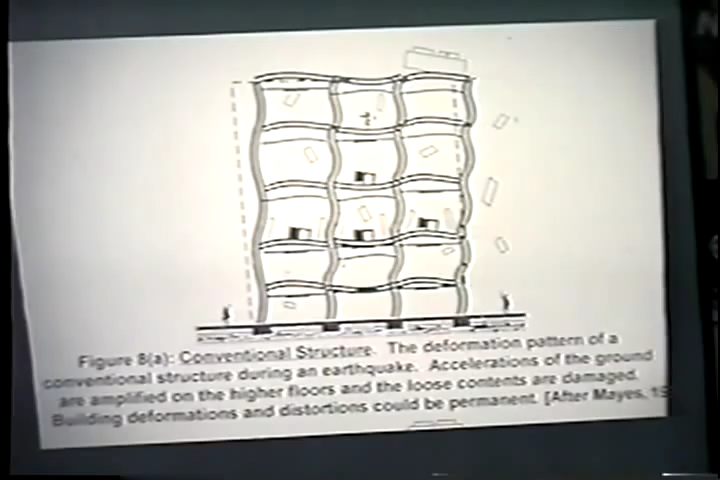 Figure 8(a): Conventional Structure. The deformation pattern of a
conventional structure during an earthquake. Accelerations of the ground
are amplified on the higher floors and the loose contents are damaged.
Building deformations and distortions could be permanent. [After Mayes, 19